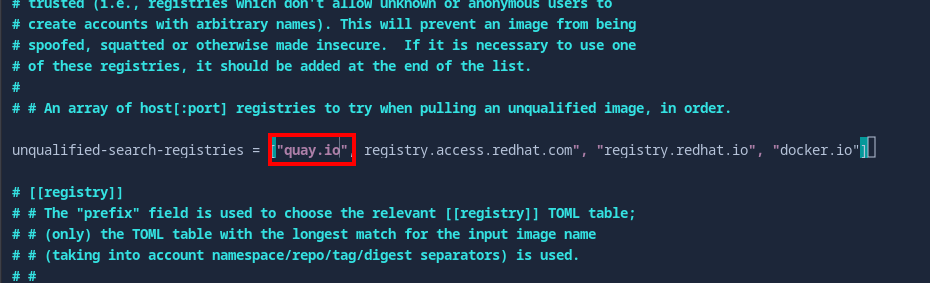 # trusted (i.e., registries which don't allow unknown or anonymous users to
# create accounts with arbitrary names). This will prevent an image from being
# spoofed, squatted or otherwise made insecure.  If it is necessary to use one
# of these registries, it should be added at the end of the list.
#
# # An array of host[:port] registries to try when pulling an unqualified image, in order.
unqualified-search-registries = ["quay.io", registry.access.redhat.com", "registry.redhat.io", "docker.io"]
# [[registry]]
# # The "prefix" field is used to choose the relevant [[registry]] TOML table;
# # (only) the TOML table with the longest match for the input image name
# # (taking into account namespace/repo/tag/digest separators) is used.
# #